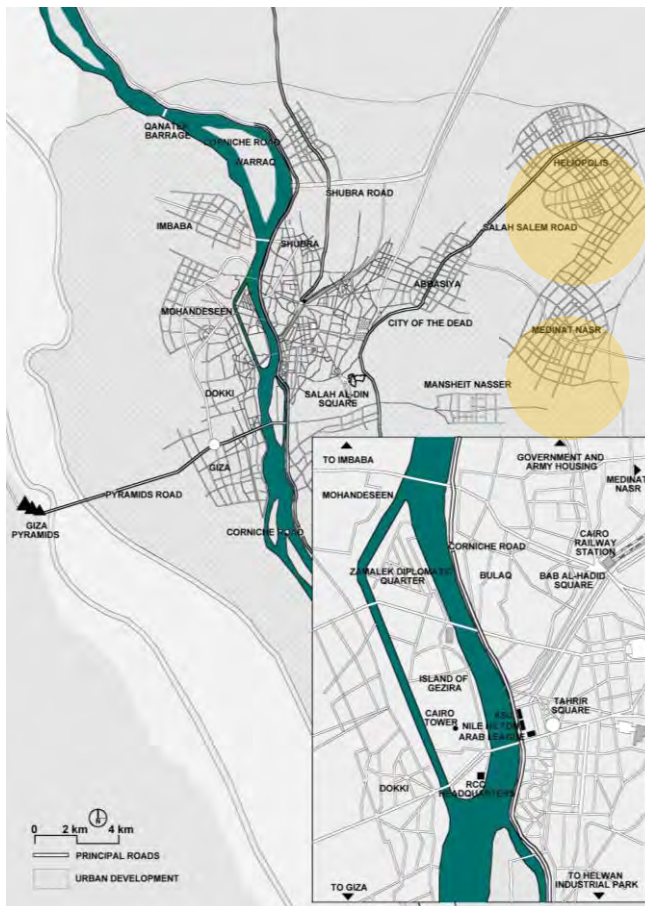 QANATER
BARRAGE
CORNICHE ROAD
WARRAQ
HELIOPOLIS
SHUBRA ROAD
IMBABA
SALAH SALEM ROAD
SHUBRA
ABBASIYA
MOHANDESEEN
CITY OF THE DEAD
MEDINAT NASR
DOKKI
SALAH AL-DIN
SQUARE
MANSHEIT NASSER
GIZA
PYRAMIDS ROAD
GIZA
PYRAMIDS
CORNICHE ROAD
TO IMBABA
GOVERNMENT AND
ARMY HOUSING
MEDINAT
NASR
MOHANDESEEN
CORNICHE ROAD
CAIRO
RAILWAY
STATION
ZAMALEK DIPLOMATIC
QUARTER
BULAQ
BAB AL-HADID
SQUARE
ISLAND OF
GEZIRA
TAHRIR
SQUARE
CAIRO
TOWER
NILE HILTON
ARAB LEAGUE
DOKKI
RCC
HEADQUARTERS
TO GIZA
TO HELWAN
INDUSTRIAL PARK
N
0 2 km 4 km
PRINCIPAL ROADS
URBAN DEVELOPMENT